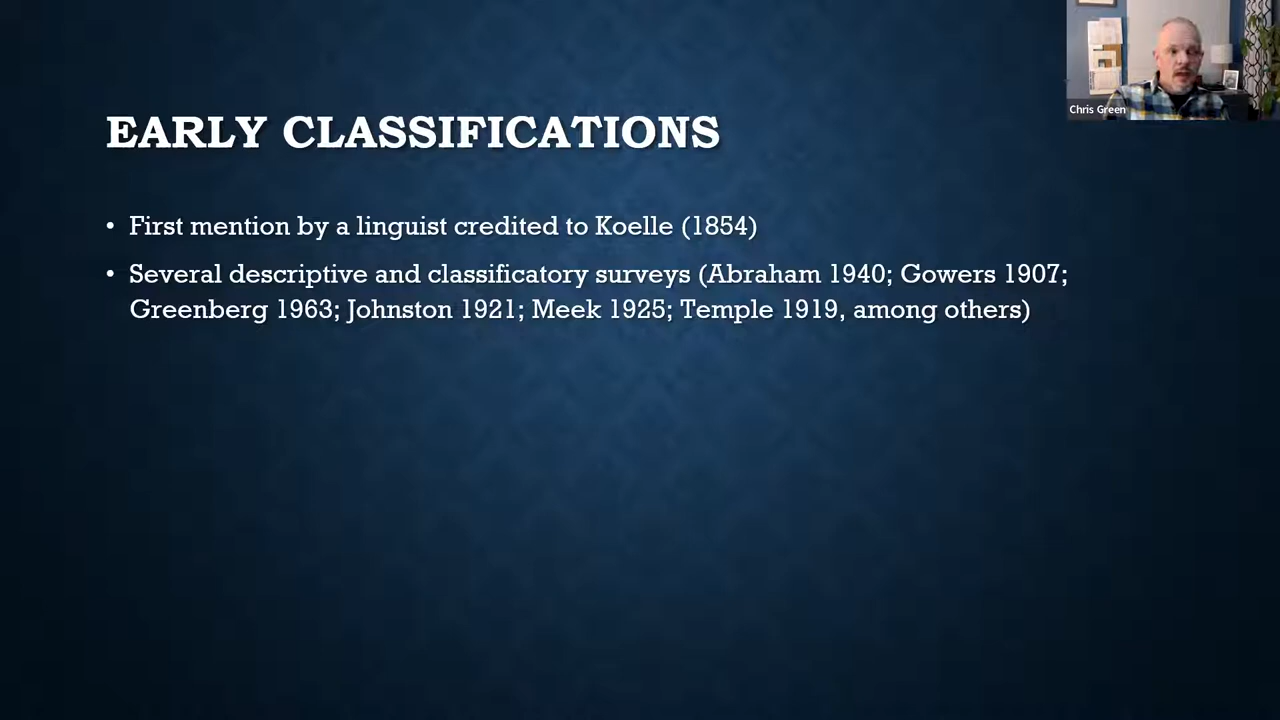 EARLY CLASSIFICATIONS
• First mention by a linguist credited to Koelle (1854)
• Several descriptive and classificatory surveys (Abraham 1940; Gowers 1907;
Greenberg 1963; Johnston 1921; Meek 1925; Temple 1919, among others)
Chris Green